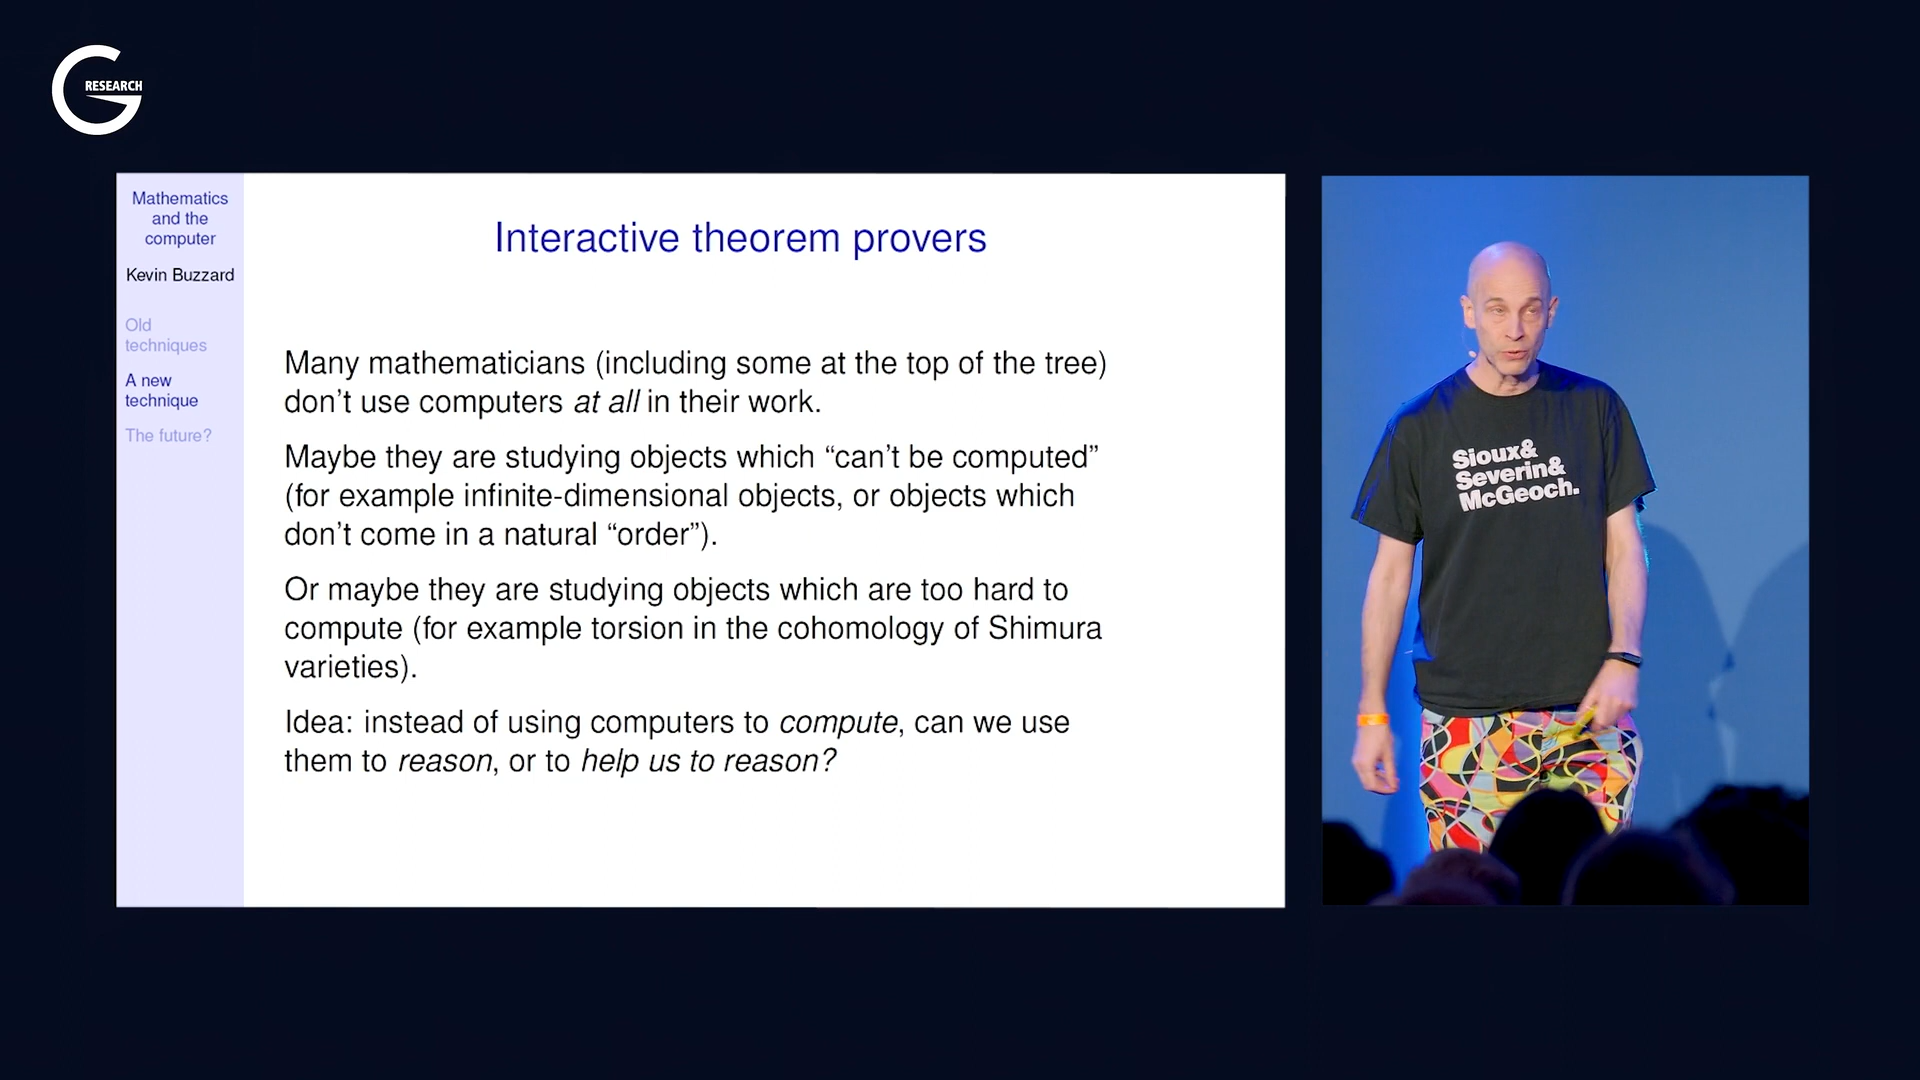 RESEARCH
Mathematics
and the
computer
Kevin Buzzard
Old
techniques
A new
technique
The future?
Interactive theorem provers
Many mathematicians (including some at the top of the tree)
don’t use computers at all in their work.
Maybe they are studying objects which “can’t be computed”
(for example infinite-dimensional objects, or objects which
don’t come in a natural “order”).
Or maybe they are studying objects which are too hard to
compute (for example torsion in the cohomology of Shimura
varieties).
Idea: instead of using computers to compute, can we use
them to reason, or to help us to reason?
Sioux&
Severin&
McGeoch.